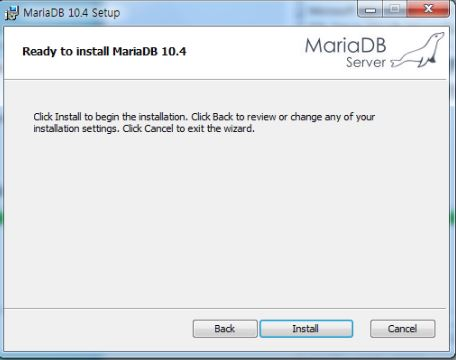 MariaDB 10.4 Setup
Ready to install MariaDB 10.4
MariaDB
Server
Click Install to begin the installation. Click Back to review or change any of your
installation settings. Click Cancel to exit the wizard.
Back
Install
Cancel